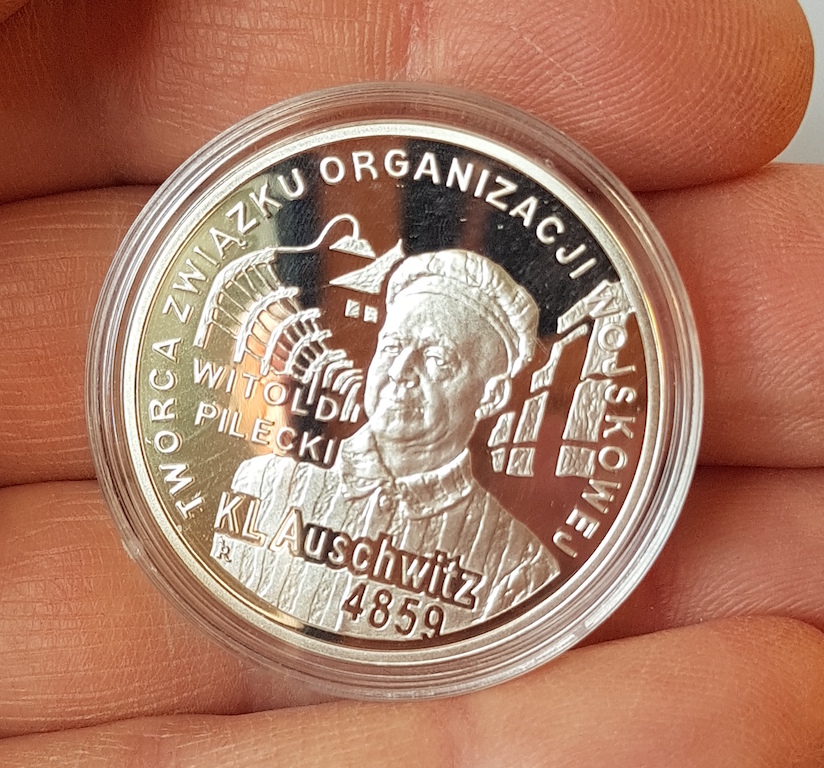 TWÓRCA ZWIĄZKU ORGANIZACJI WOJSKOWEJ
WITOLD
PILECKI
KL Auschwitz
4859